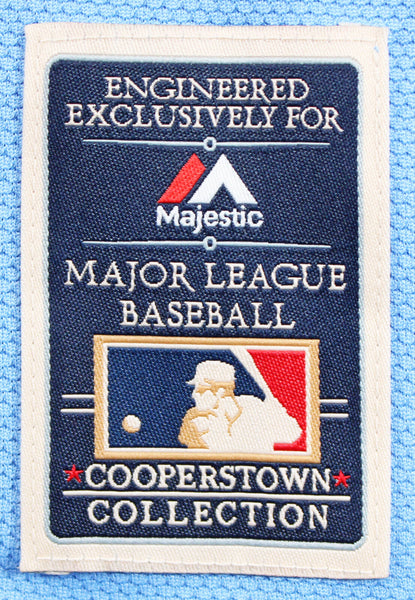 ENGINEERED
EXCLUSIVELY FOR
Majestic
MAJOR LEAGUE
BASEBALL
COOPERSTOWN
COLLECTION